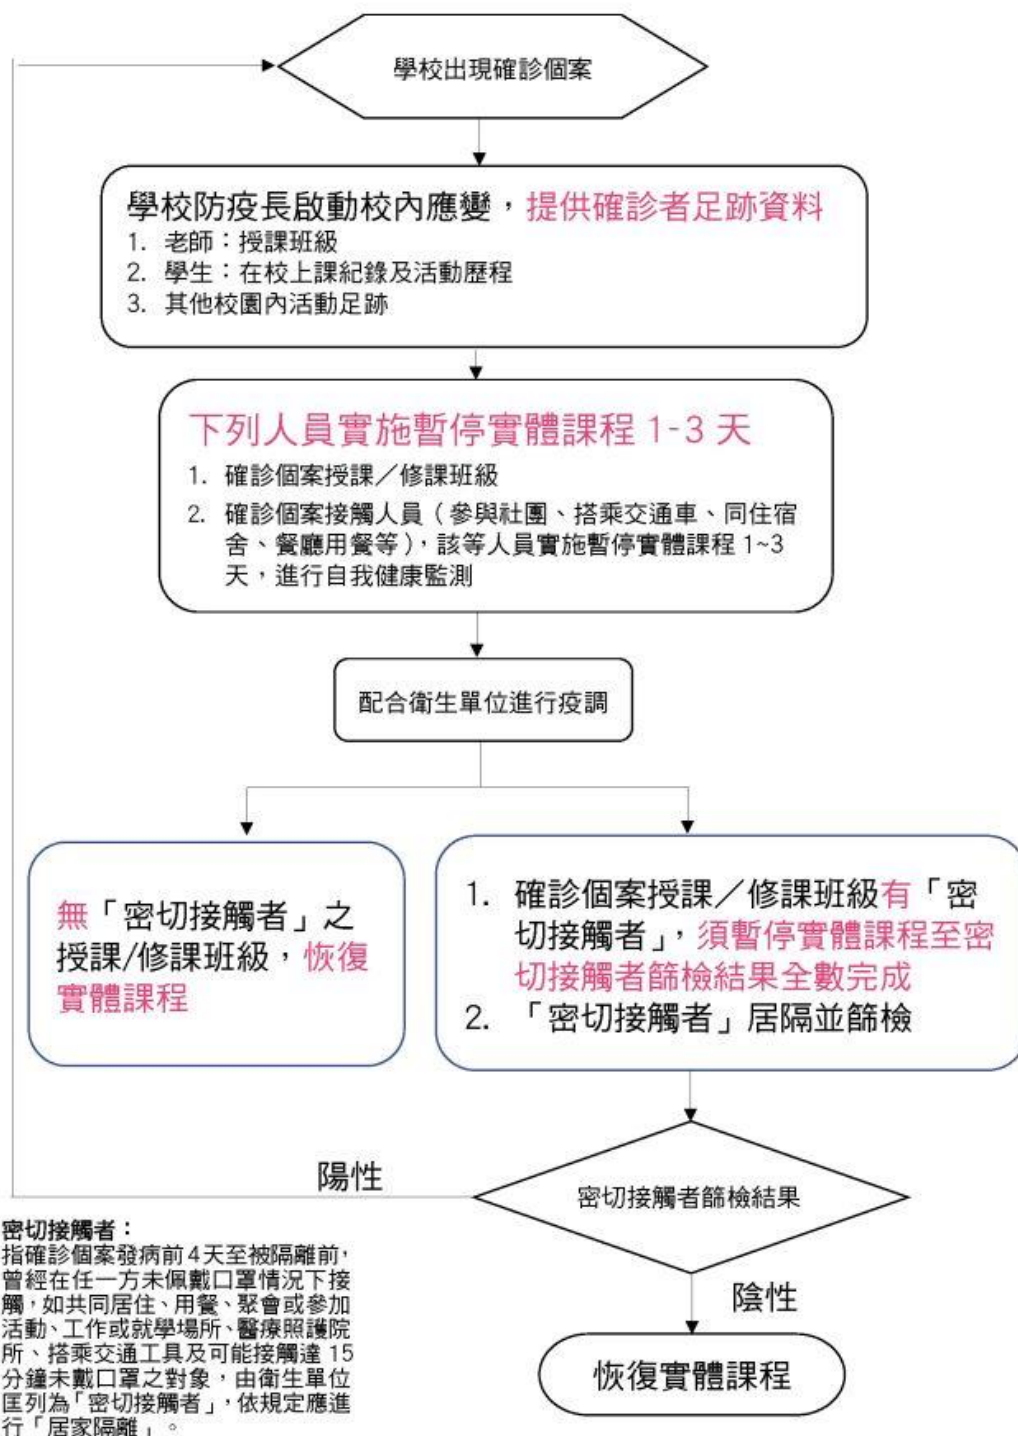 學校出現確診個案
學校防疫長啟動校內應變，提供確診者足跡資料
1. 老師：授課班級
2. 學生：在校上課紀錄及活動歷程
3. 其他校園內活動足跡
下列人員實施暫停實體課程 1-3 天
1. 確診個案授課／修課班級
2. 確診個案接觸人員（參與社團、搭乘交通車、同住宿
舍、餐廳用餐等），該等人員實施暫停實體課程 1~3
天，進行自我健康監測
配合衛生單位進行疫調
無「密切接觸者」之
授課/修課班級，恢復
實體課程
1. 確診個案授課／修課班級有「密
切接觸者」，須暫停實體課程至密
切接觸者篩檢結果全數完成
2. 「密切接觸者」居隔並篩檢
陽性
密切接觸者篩檢結果
陰性
恢復實體課程
密切接觸者：
指確診個案發病前4天至被隔離前，
曾經在任一方未佩戴口罩情況下接
觸，如共同居住、用餐、聚會或參加
活動、工作或就學場所、醫療照護院
所、搭乘交通工具及可能接觸達 15
分鐘未戴口罩之對象，由衛生單位
匡列為「密切接觸者」，依規定應進
行「居家隔離」。